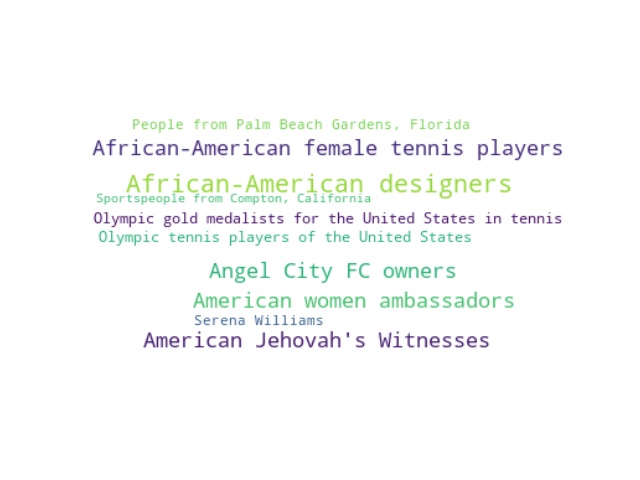 People from Palm Beach Gardens, Florida
African-American female tennis players
African-American designers
Sportspeople from Compton, California
Olympic gold medalists for the United States in tennis
Olympic tennis players of the United States
Angel City FC owners
American women ambassadors
Serena Williams
American Jehovah's Witnesses